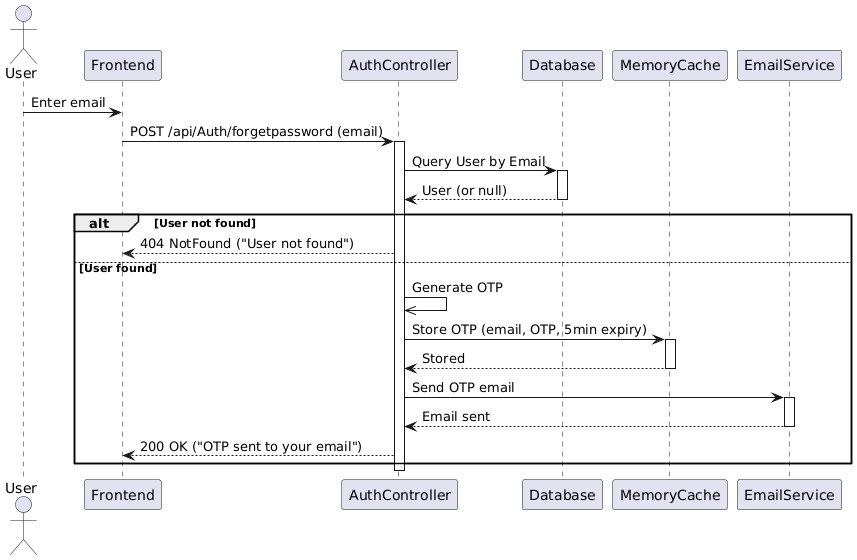 User
Frontend
AuthController
Database
MemoryCache
EmailService
Enter email
POST /api/Auth/forgetpassword (email)
Query User by Email
User (or null)
alt [User not found]
404 NotFound ("User not found")
[User found]
Generate OTP
Store OTP (email, OTP, 5min expiry)
Stored
Send OTP email
Email sent
200 OK ("OTP sent to your email")
User
Frontend
AuthController
Database
MemoryCache
EmailService